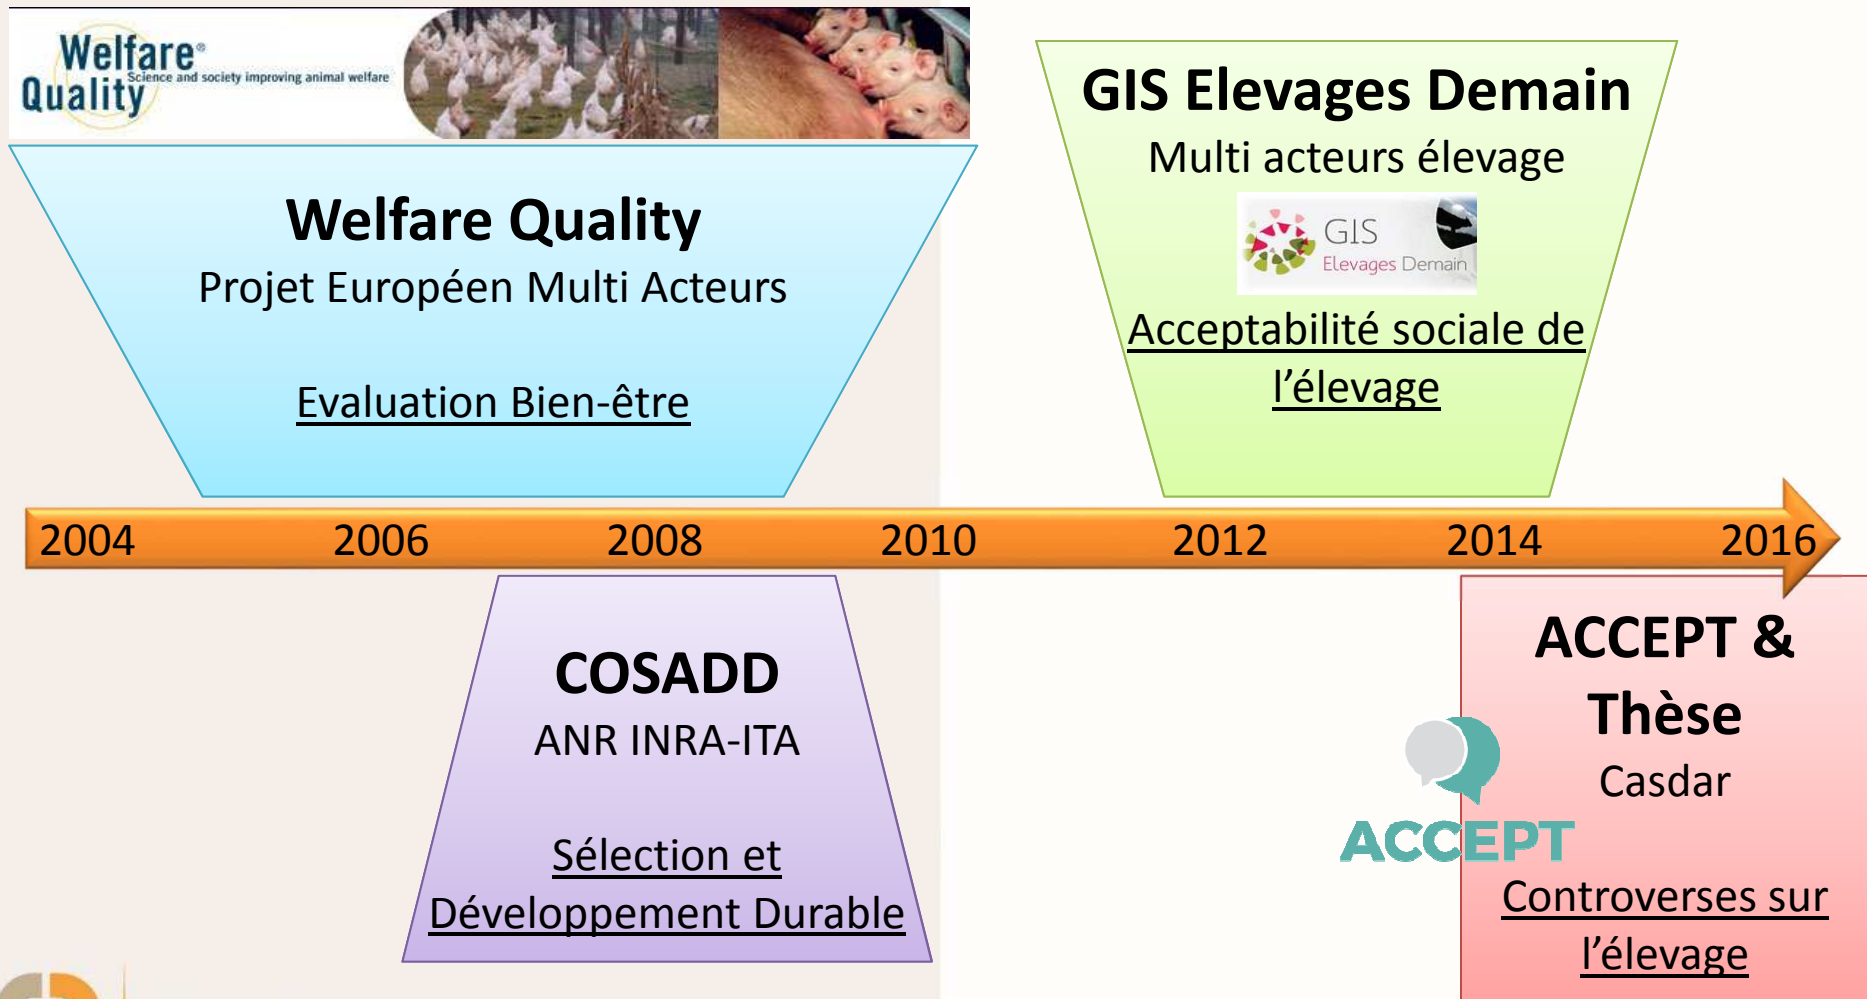 Welfare®
Quality
Science and society improving animal welfare
Welfare Quality
Projet Européen Multi Acteurs
Evaluation Bien-être
GIS Elevages Demain
Multi acteurs élevage
GIS
Elevages Demain
Acceptabilité sociale de
l’élevage
2004 2006 2008 2010 2012 2014 2016
COSADD
ANR INRA-ITA
Sélection et
Développement Durable
ACCEPT &
Thèse
Casdar
ACCEPT
Controverses sur
l’élevage